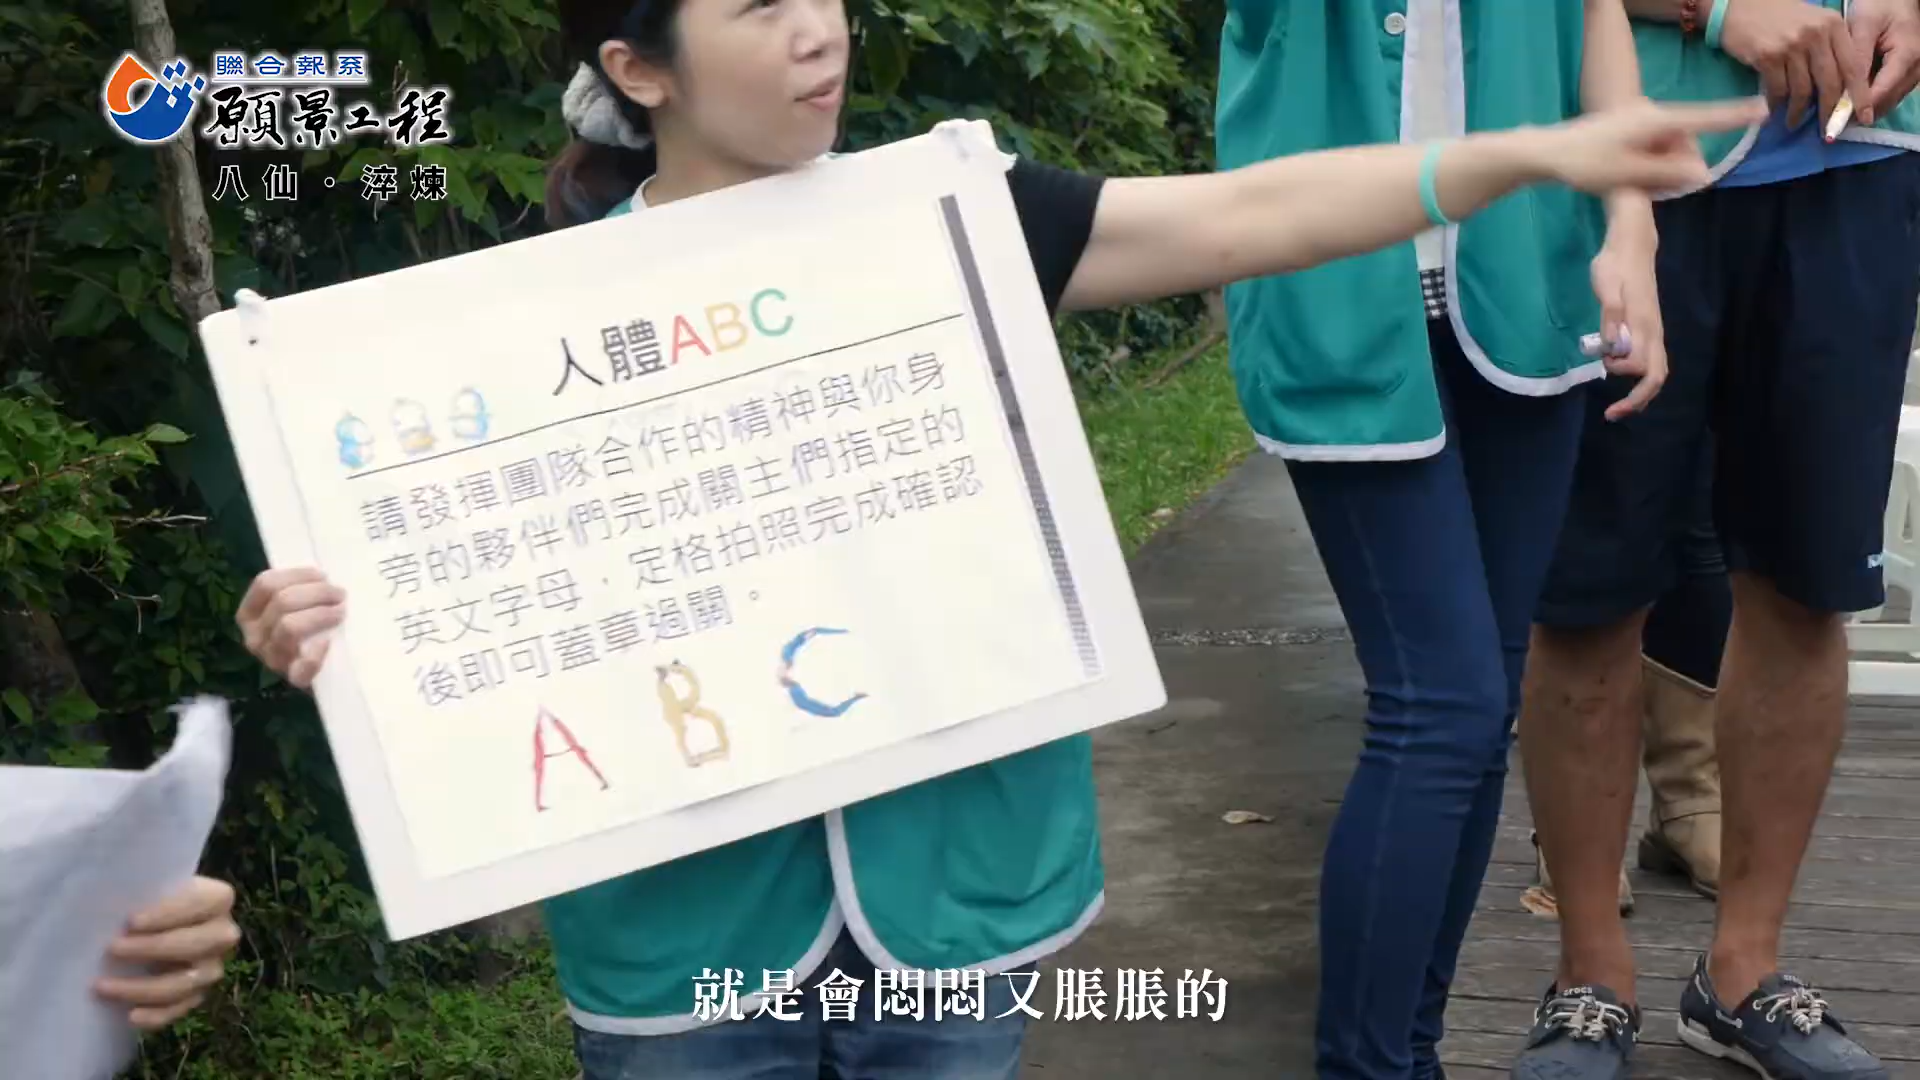 聯合報系
願景工程
八仙·淬煉
人體ABC
請發揮團隊合作的精神與你身
旁的夥伴們完成關主們指定的
英文字母，定格拍照完成確認
後即可蓋章過關。
A B C
就是會悶悶又脹脹的
crocs